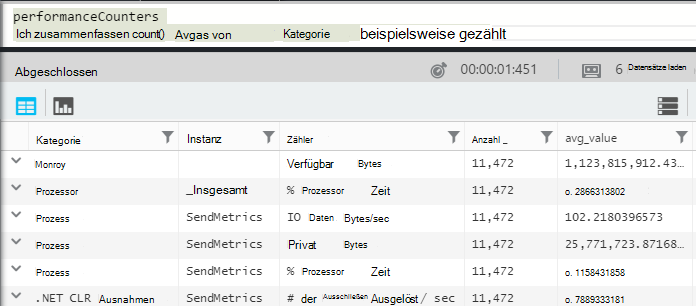 performanceCounters
Ich zusammenfassen count() Avgas von Kategorie beispielsweise gezählt
Abgeschlossen 00:00:01:451 6 Datensätze laden
Kategorie Instanz Zähler Anzahl _ avg_value
Monroy Verfügbar Bytes 11,472 1,123,815,912.43...
Prozessor _Insgesamt % Prozessor Zeit 11,472 o. 2866313802
Prozess SendMetrics IO Daten Bytes/sec 11,472 102.2180396573
Prozess SendMetrics Privat Bytes 11,472 25,771,723.87168...
Prozess SendMetrics % Prozessor Zeit 11,472 o. 1158431858
.NET CLR Ausnahmen SendMetrics # der Ausschließen Ausgelöst / sec 11,472 o. 7889333181